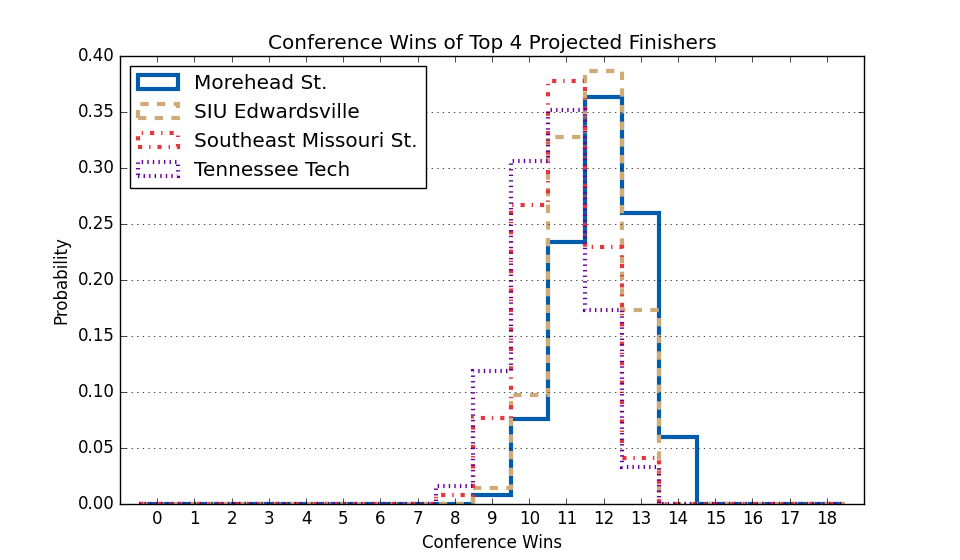 Conference Wins of Top 4 Projected Finishers
0.40
0.35
0.30
0.25
0.20
0.15
0.10
0.05
0.00
Probability
Morehead St.
SIU Edwardsville
Southeast Missouri St.
Tennessee Tech
0 1 2 3 4 5 6 7 8 9 10 11 12 13 14 15 16 17 18
Conference Wins